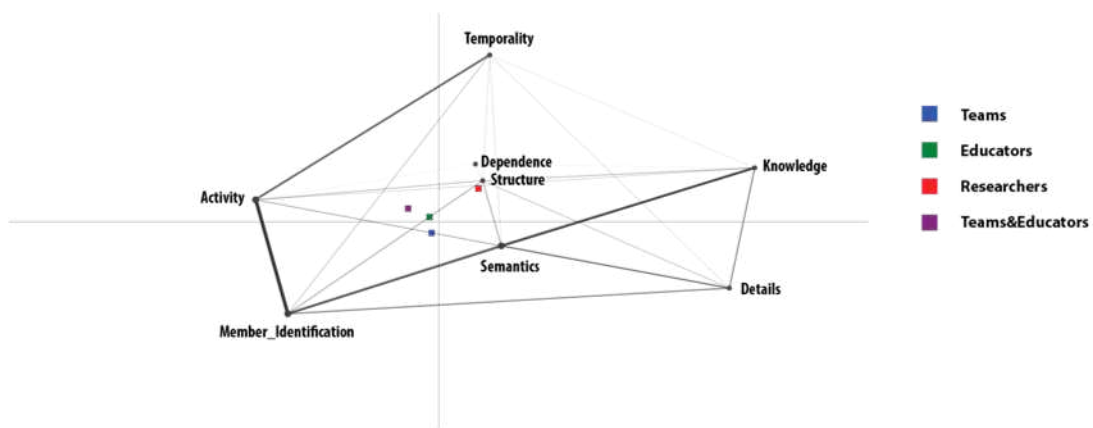 Temporality
Dependence
Structure
Knowledge
Activity
Semantics
Details
Member_Identification
Teams
Educators
Researchers
Teams&Educators